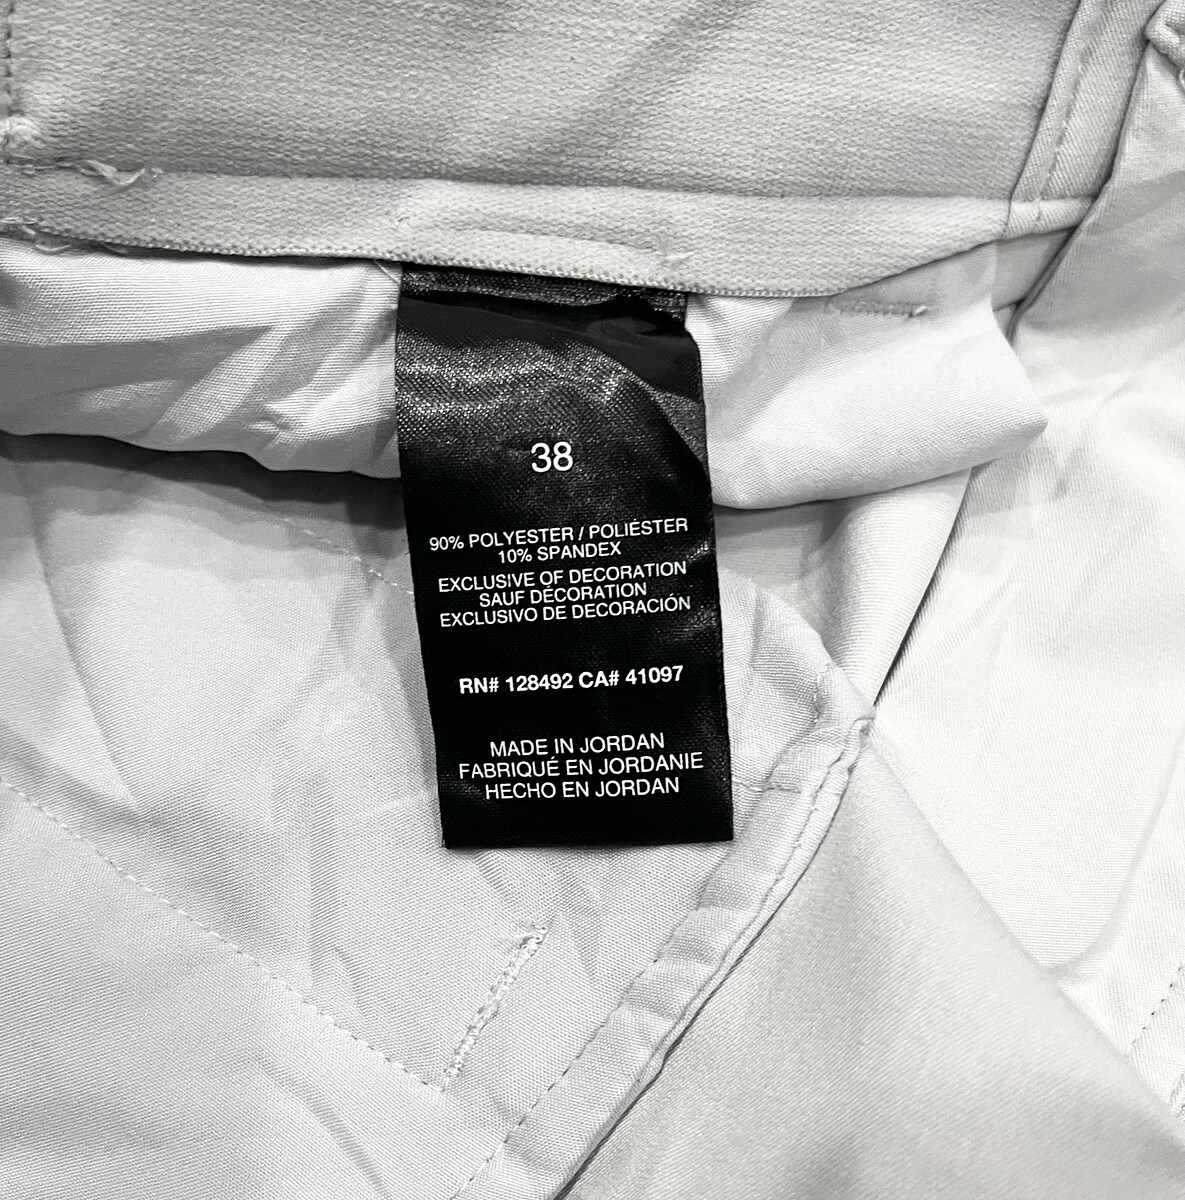 38
90% POLYESTER / POLIÉSTER
10% SPANDEX
EXCLUSIVE OF DECORATION
SAUF DÉCORATION
EXCLUSIVO DE DECORACIÓN
RN# 128492 CA# 41097
MADE IN JORDAN
FABRIQUÉ EN JORDANIE
HECHO EN JORDAN